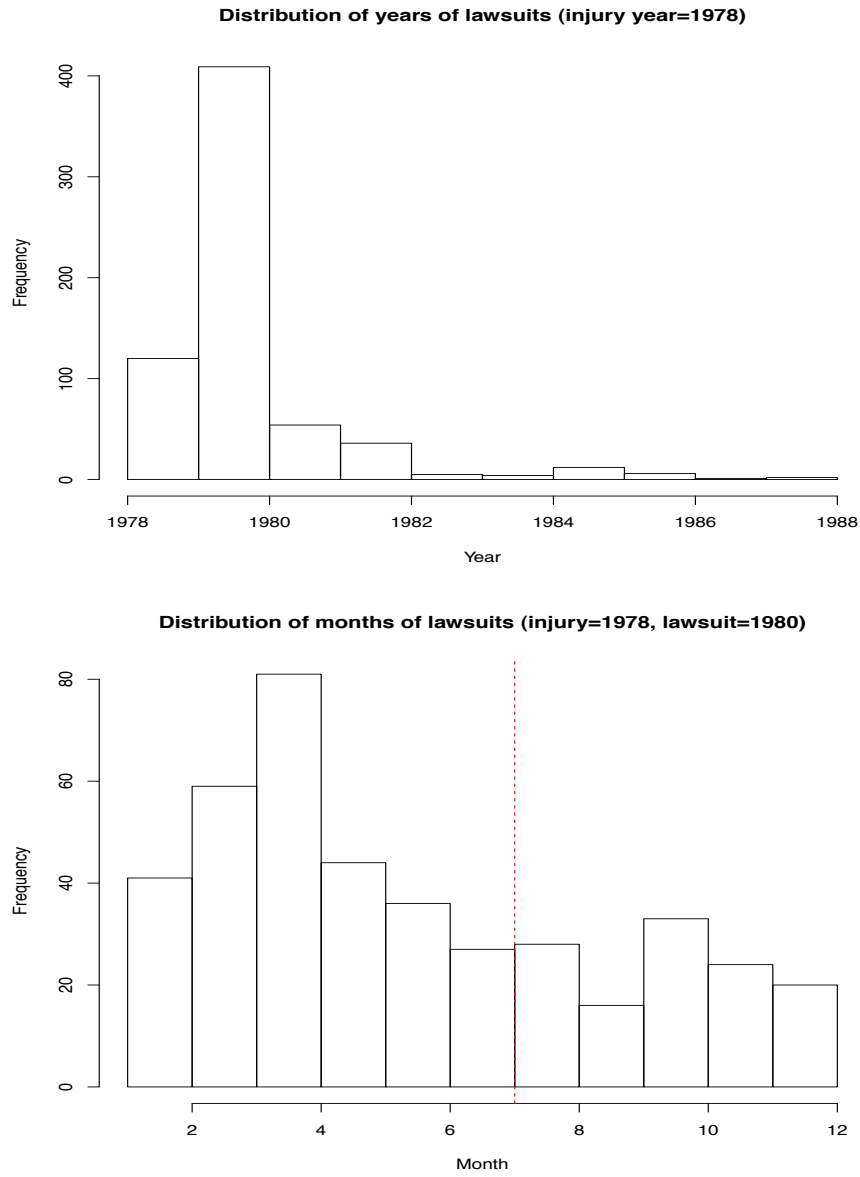 Distribution of years of lawsuits (injury year=1978)
400
300
200
100
0
Frequency
1978 1980 1982 1984 1986 1988
Year
Distribution of months of lawsuits (injury=1978, lawsuit=1980)
80
60
40
20
0
Frequency
2 4 6 8 10 12
Month